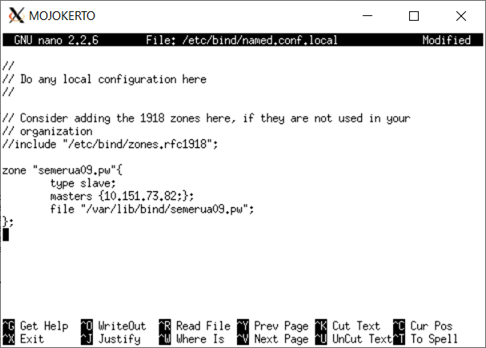 MOJOKERTO
GNU nano 2.2.6 File: /etc/bind/named.conf.local Modified
//
// Do any local configuration here
//
// Consider adding the 1918 zones here, if they are not used in your
// organization
//include "/etc/bind/zones.rfc1918";
zone "semerua09.pw"{
type slave;
masters {10.151.73.82;};
file "/var/lib/bind/semerua09.pw";
};
^G Get Help ^O WriteOut ^R Read File ^Y Prev Page ^K Cut Text ^C Cur Pos
^X Exit ^J Justify ^W Where Is ^V Next Page ^U UnCut Text ^T To Spell